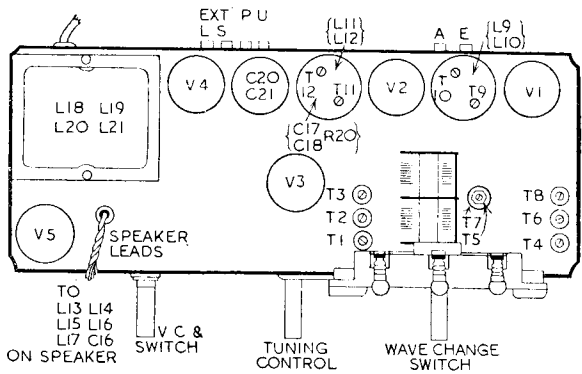 EXT P U
L S
{L11
L12}
A E
{L9
L10}
V4
C20
C21
T
12
T11
V2
T
10
T9
V1
L18 L19
L20 L21
{C17
C18}R20
V3
T3
T2
T1
T7
T5
T8
T6
T4
V5
SPEAKER
LEADS
TO
L13 L14
L15 L16
L17 C16
ON SPEAKER
V C &
SWITCH
TUNING
CONTROL
WAVE CHANGE
SWITCH